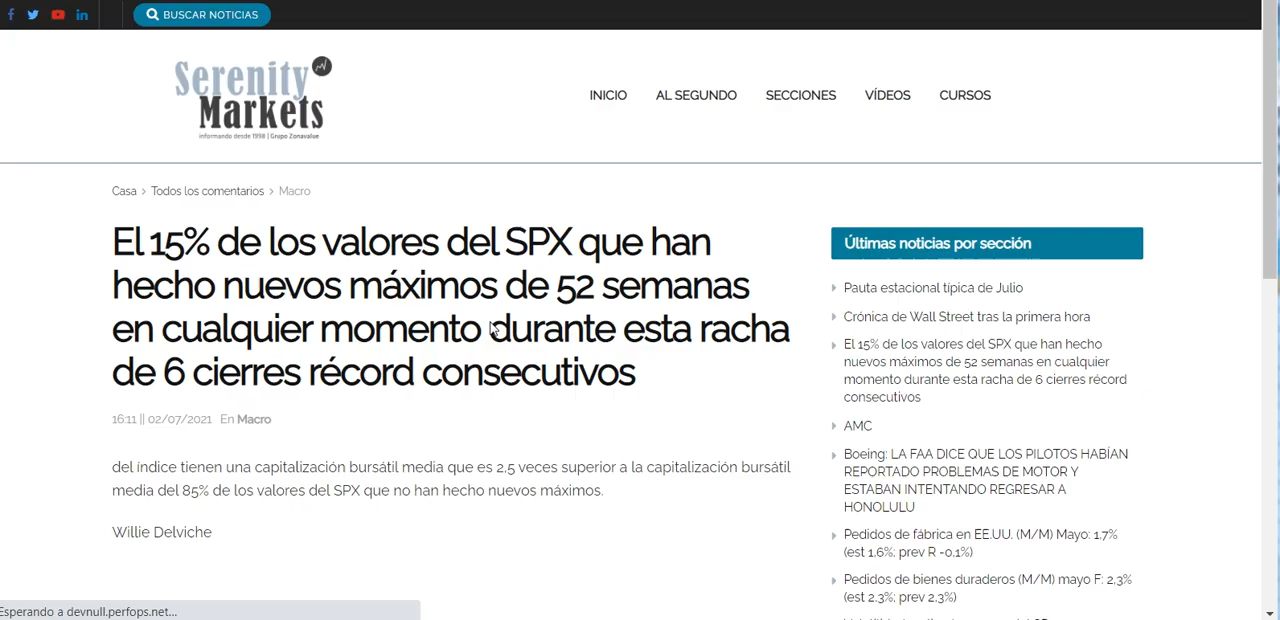 BUSCAR NOTICIAS
Serenity
Markets
informando desde 1998 | Grupo Zonavalue
INICIO
AL SEGUNDO
SECCIONES
VÍDEOS
CURSOS
Casa > Todos los comentarios > Macro
El 15% de los valores del SPX que han
hecho nuevos máximos de 52 semanas
en cualquier momento durante esta racha
de 6 cierres récord consecutivos
16:11 || 02/07/2021 En Macro
del índice tienen una capitalización bursátil media que es 2,5 veces superior a la capitalización bursátil
media del 85% de los valores del SPX que no han hecho nuevos máximos.
Willie Delviche
Últimas noticias por sección
Pauta estacional típica de Julio
Crónica de Wall Street tras la primera hora
El 15% de los valores del SPX que han hecho
nuevos máximos de 52 semanas en cualquier
momento durante esta racha de 6 cierres récord
consecutivos
AMC
Boeing: LA FAA DICE QUE LOS PILOTOS HABÍAN
REPORTADO PROBLEMAS DE MOTOR Y
ESTABAN INTENTANDO REGRESAR A
HONOLULU
Pedidos de fábrica en EE.UU. (M/M) Mayo: 1,7%
(est 1,6%; prev R -0,1%)
Pedidos de bienes duraderos (M/M) mayo F: 2,3%
(est 2,3%; prev 2,3%)
Esperando a devnull.perfops.net...